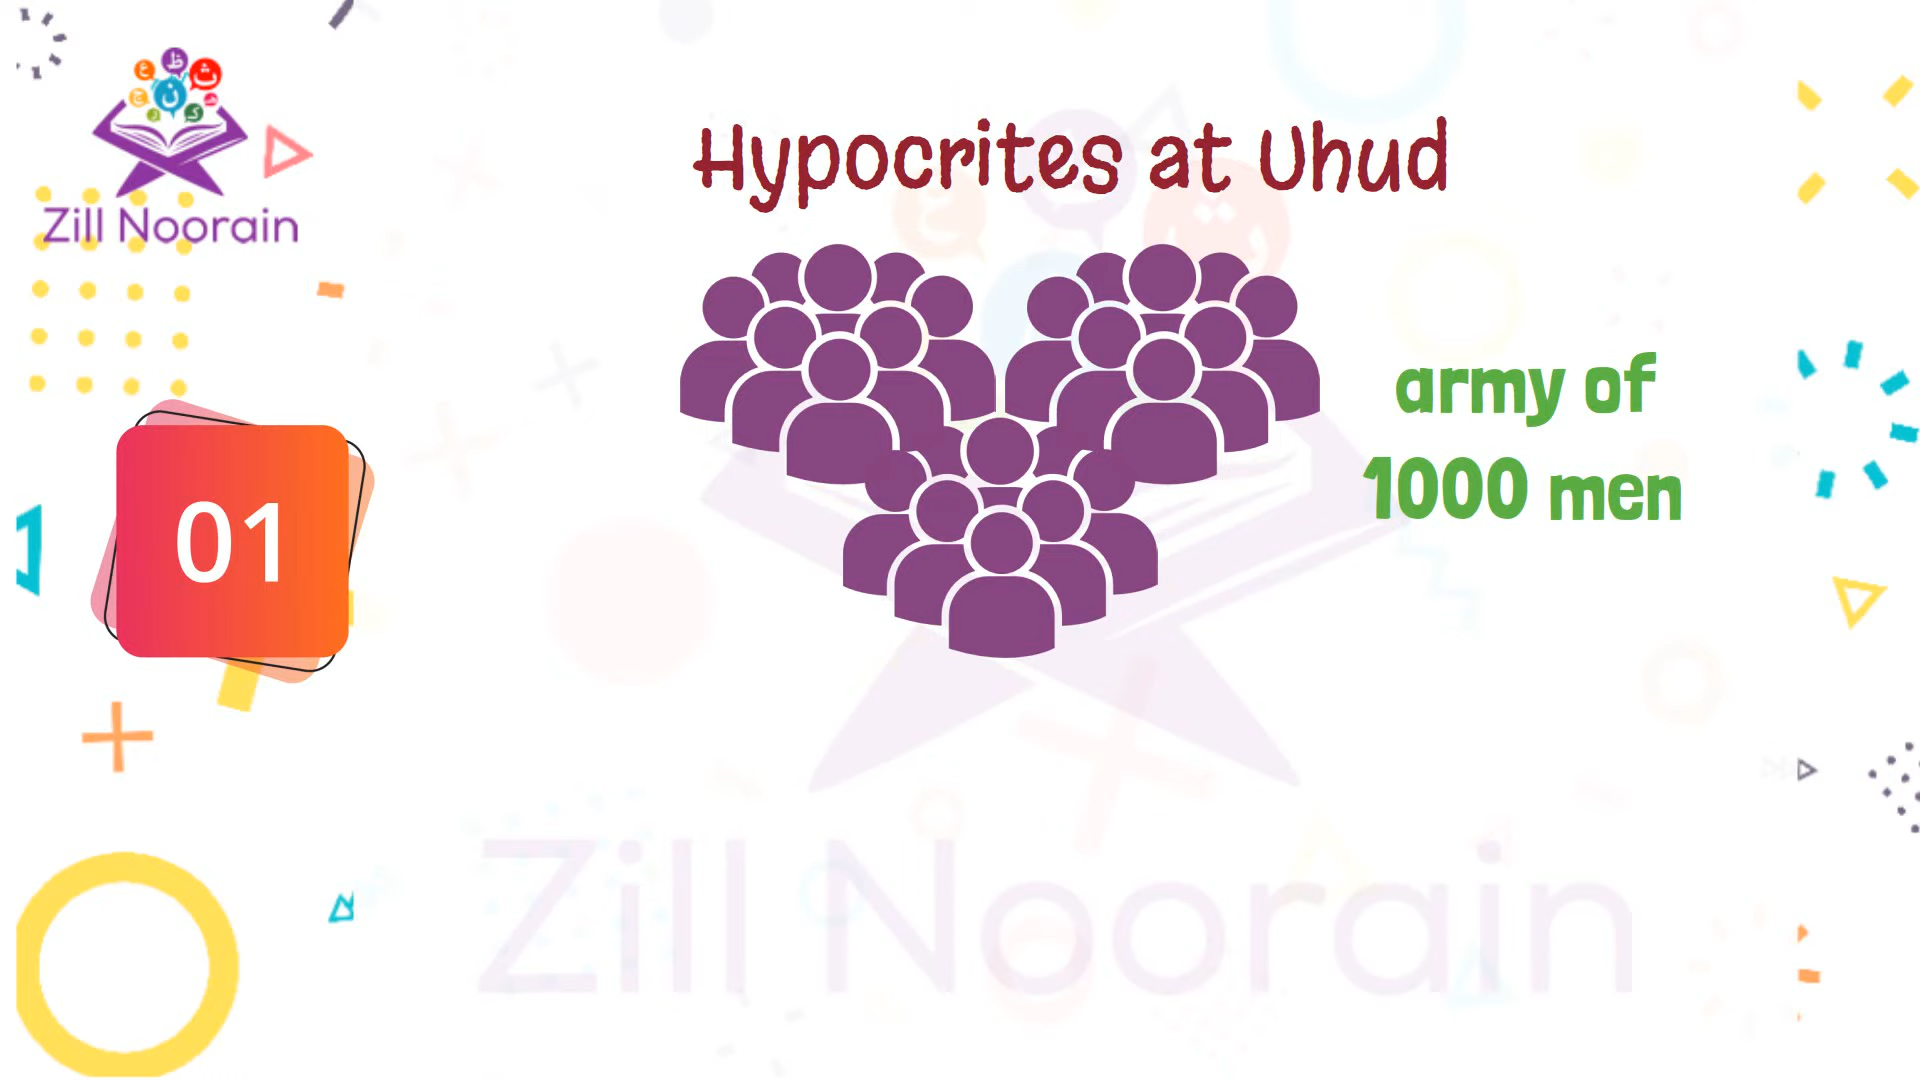 ع
ظ
ث
ج
ن
ه
د
ك
Zill Noorain
Hypocrites at Uhud
army of
1000 men
01
Zill Noorain